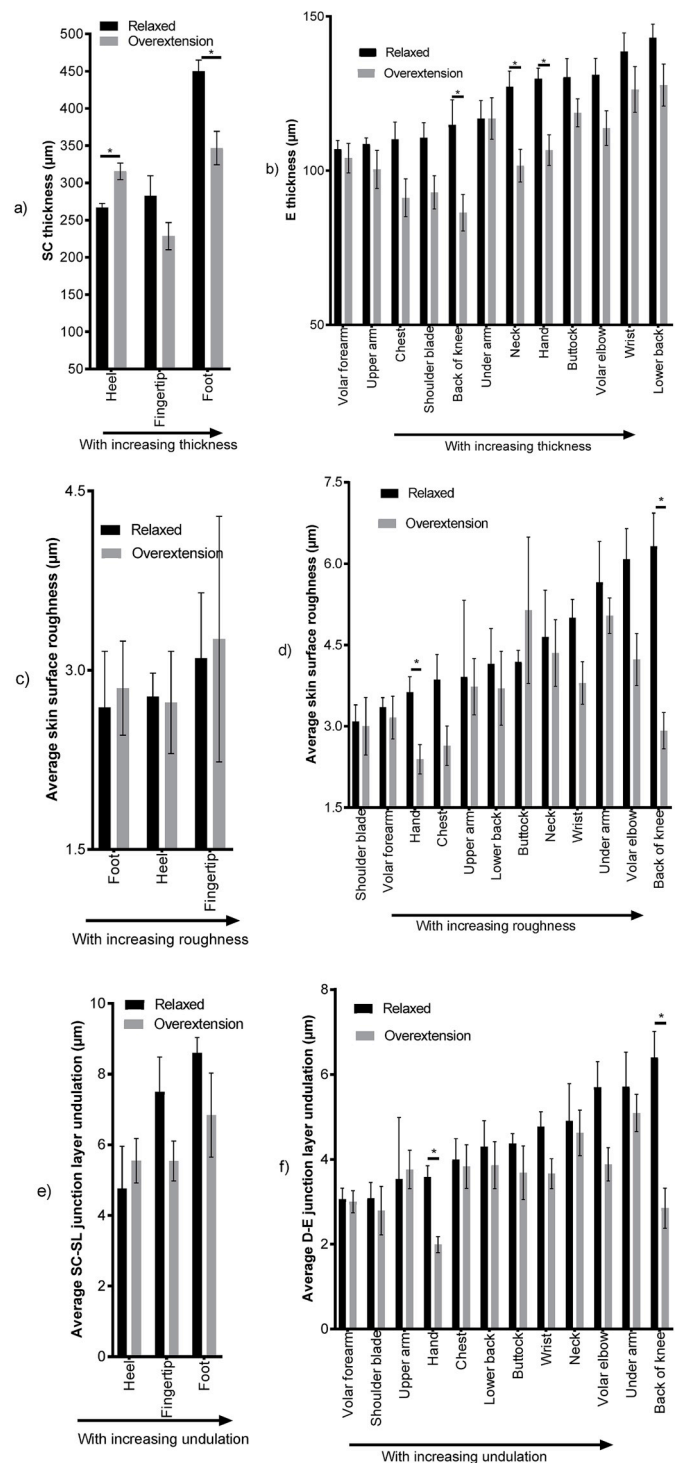 a)
SC thickness (µm)
500
450
400
350
300
250
200
150
100
50
Relaxed
Overextension
*
*
Heel
Fingertip
Foot
With increasing thickness
b)
E thickness (µm)
150
100
50
Relaxed
Overextension
*
*
*
Volar forearm
Upper arm
Chest
Shoulder blade
Back of knee
Under arm
Neck
Hand
Buttock
Volar elbow
Wrist
Lower back
With increasing thickness
c)
Average skin surface roughness (µm)
4.5
3.0
1.5
Relaxed
Overextension
Foot
Heel
Fingertip
With increasing roughness
d)
Average skin surface roughness (µm)
7.5
6.0
4.5
3.0
1.5
Relaxed
Overextension
*
*
Shoulder blade
Volar forearm
Hand
Chest
Upper arm
Lower back
Buttock
Neck
Wrist
Under arm
Volar elbow
Back of knee
With increasing roughness
e)
Average SC-SL junction layer undulation (µm)
10
8
6
4
2
0
Relaxed
Overextension
Heel
Fingertip
Foot
With increasing undulation
f)
Average D-E junction layer undulation (µm)
8
6
4
2
0
Relaxed
Overextension
*
*
Volar forearm
Shoulder blade
Upper arm
Hand
Chest
Lower back
Buttock
Wrist
Neck
Volar elbow
Under arm
Back of knee
With increasing undulation